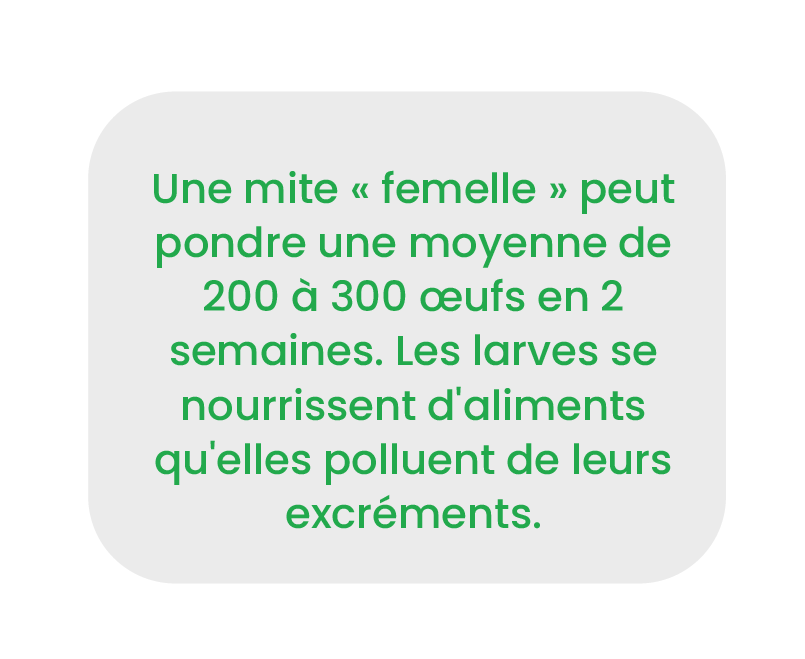 Une mite « femelle » peut
pondre une moyenne de
200 à 300 œufs en 2
semaines. Les larves se
nourrissent d'aliments
qu'elles polluent de leurs
excréments.